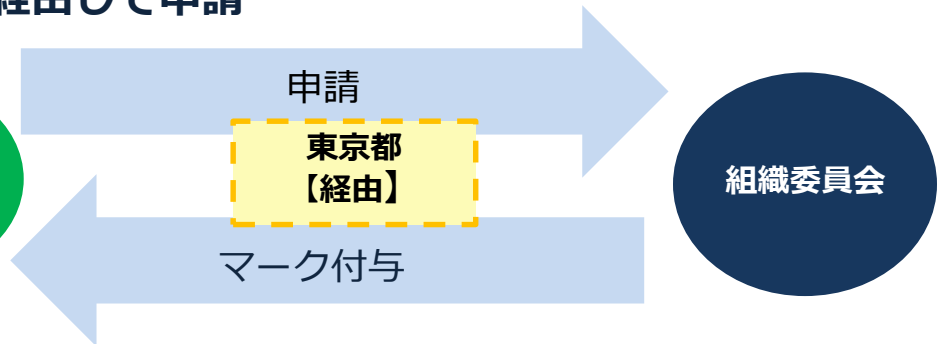 経由して申請
申請
東京都
【経由】
組織委員会
マーク付与